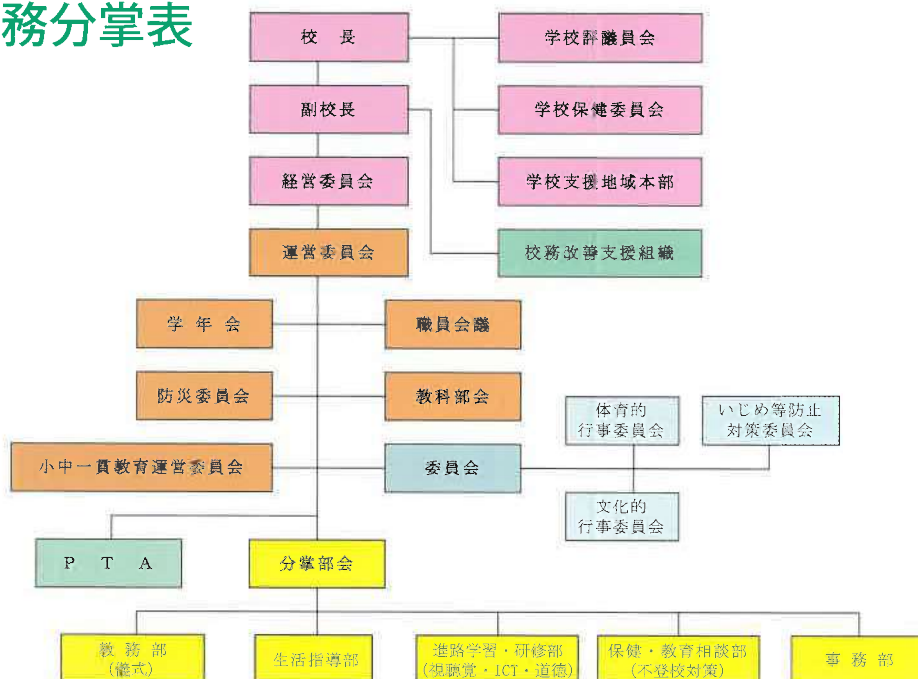 務分掌表
校 長
学校評議員会
副校長
学校保健委員会
経営委員会
学校支援地域本部
運営委員会
校務改善支援組織
学 年 会
職員会議
防災委員会
教科部会
体育的
行事委員会
いじめ等防止
対策委員会
小中一貫教育運営委員会
委員会
文化的
行事委員会
P T A
分掌部会
教 務 部
(儀式)
生活指導部
進路学習・研修部
(視聴覚・ICT・道徳)
保健・教育相談部
(不登校対策)
事 務 部